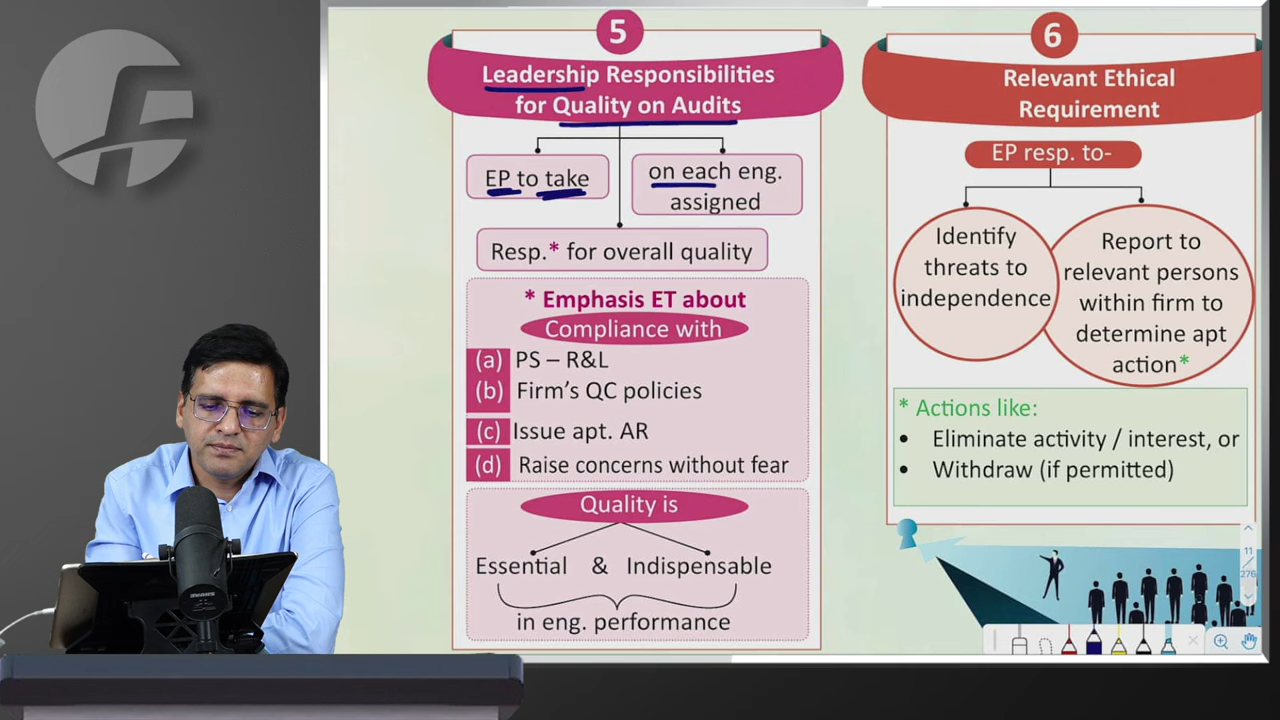 5
Leadership Responsibilities
for Quality on Audits
EP to take
on each eng.
assigned
Resp.* for overall quality
* Emphasis ET about
Compliance with
(a) PS – R&L
(b) Firm's QC policies
(c) Issue apt. AR
(d) Raise concerns without fear
Quality is
Essential & Indispensable
in eng. performance
6
Relevant Ethical
Requirement
EP resp. to-
Identify
threats to
independence
Report to
relevant persons
within firm to
determine apt
action*
* Actions like:
• Eliminate activity / interest, or
• Withdraw (if permitted)
11
/
276